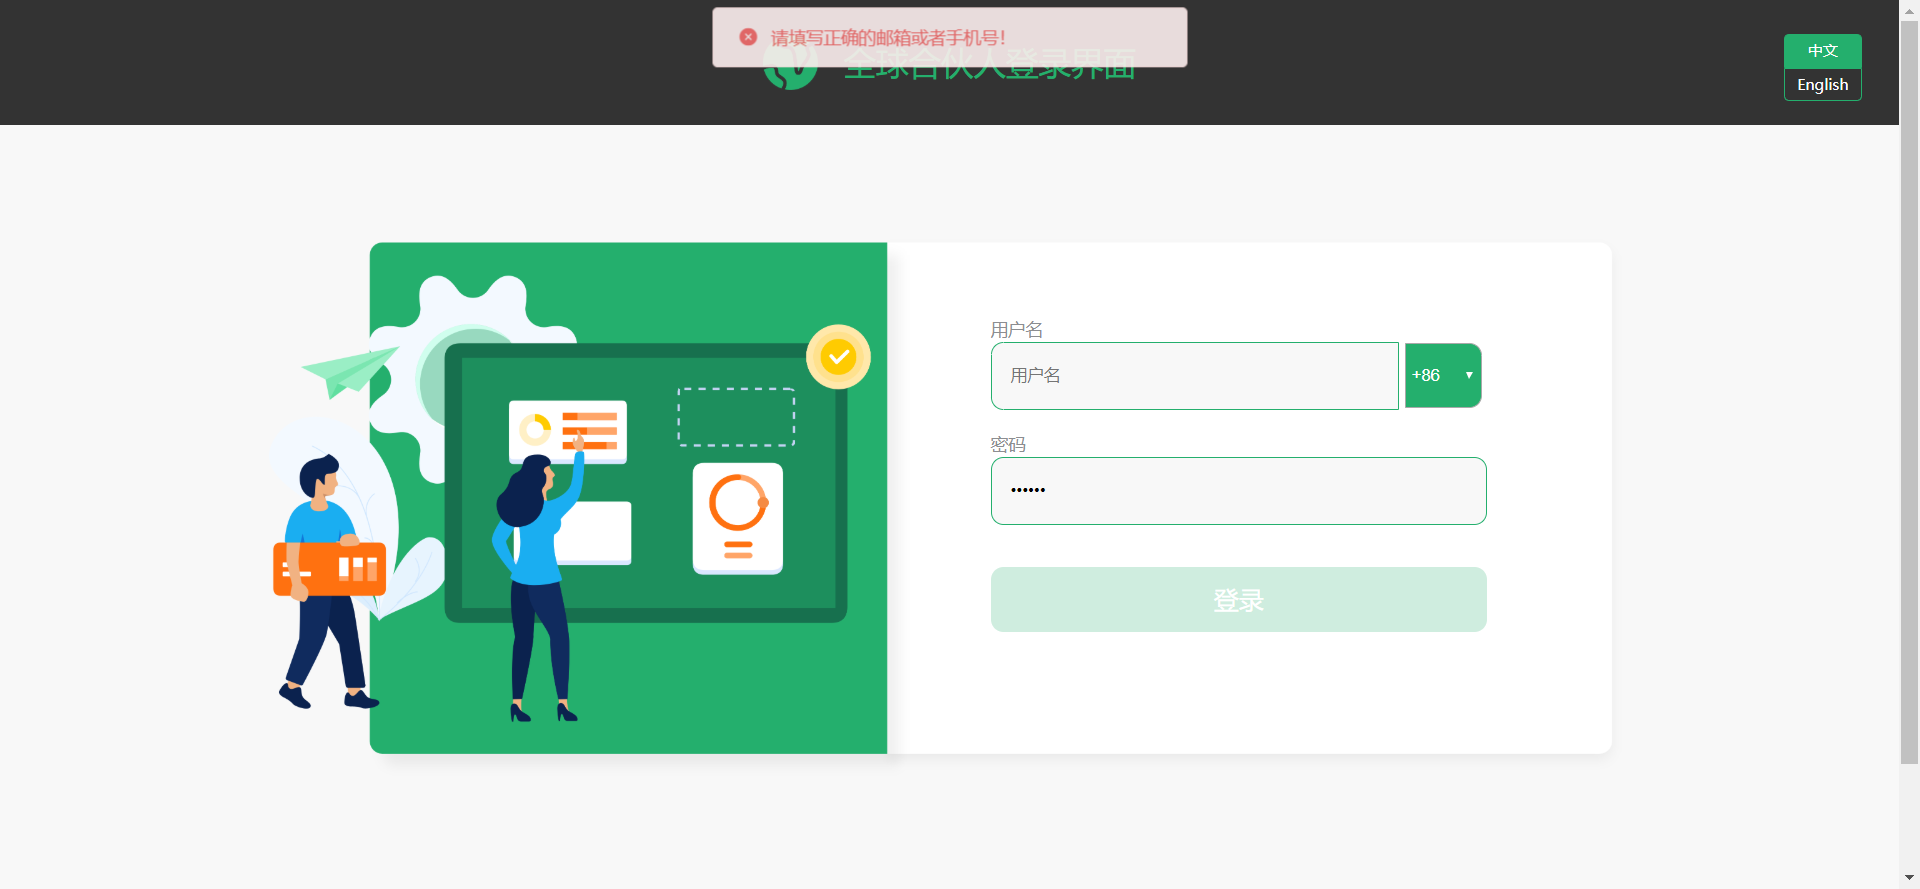 请填写正确的邮箱或者手机号!
全球合伙人登录界面
中文
English
用户名
用户名
+86
密码
••••••
登录